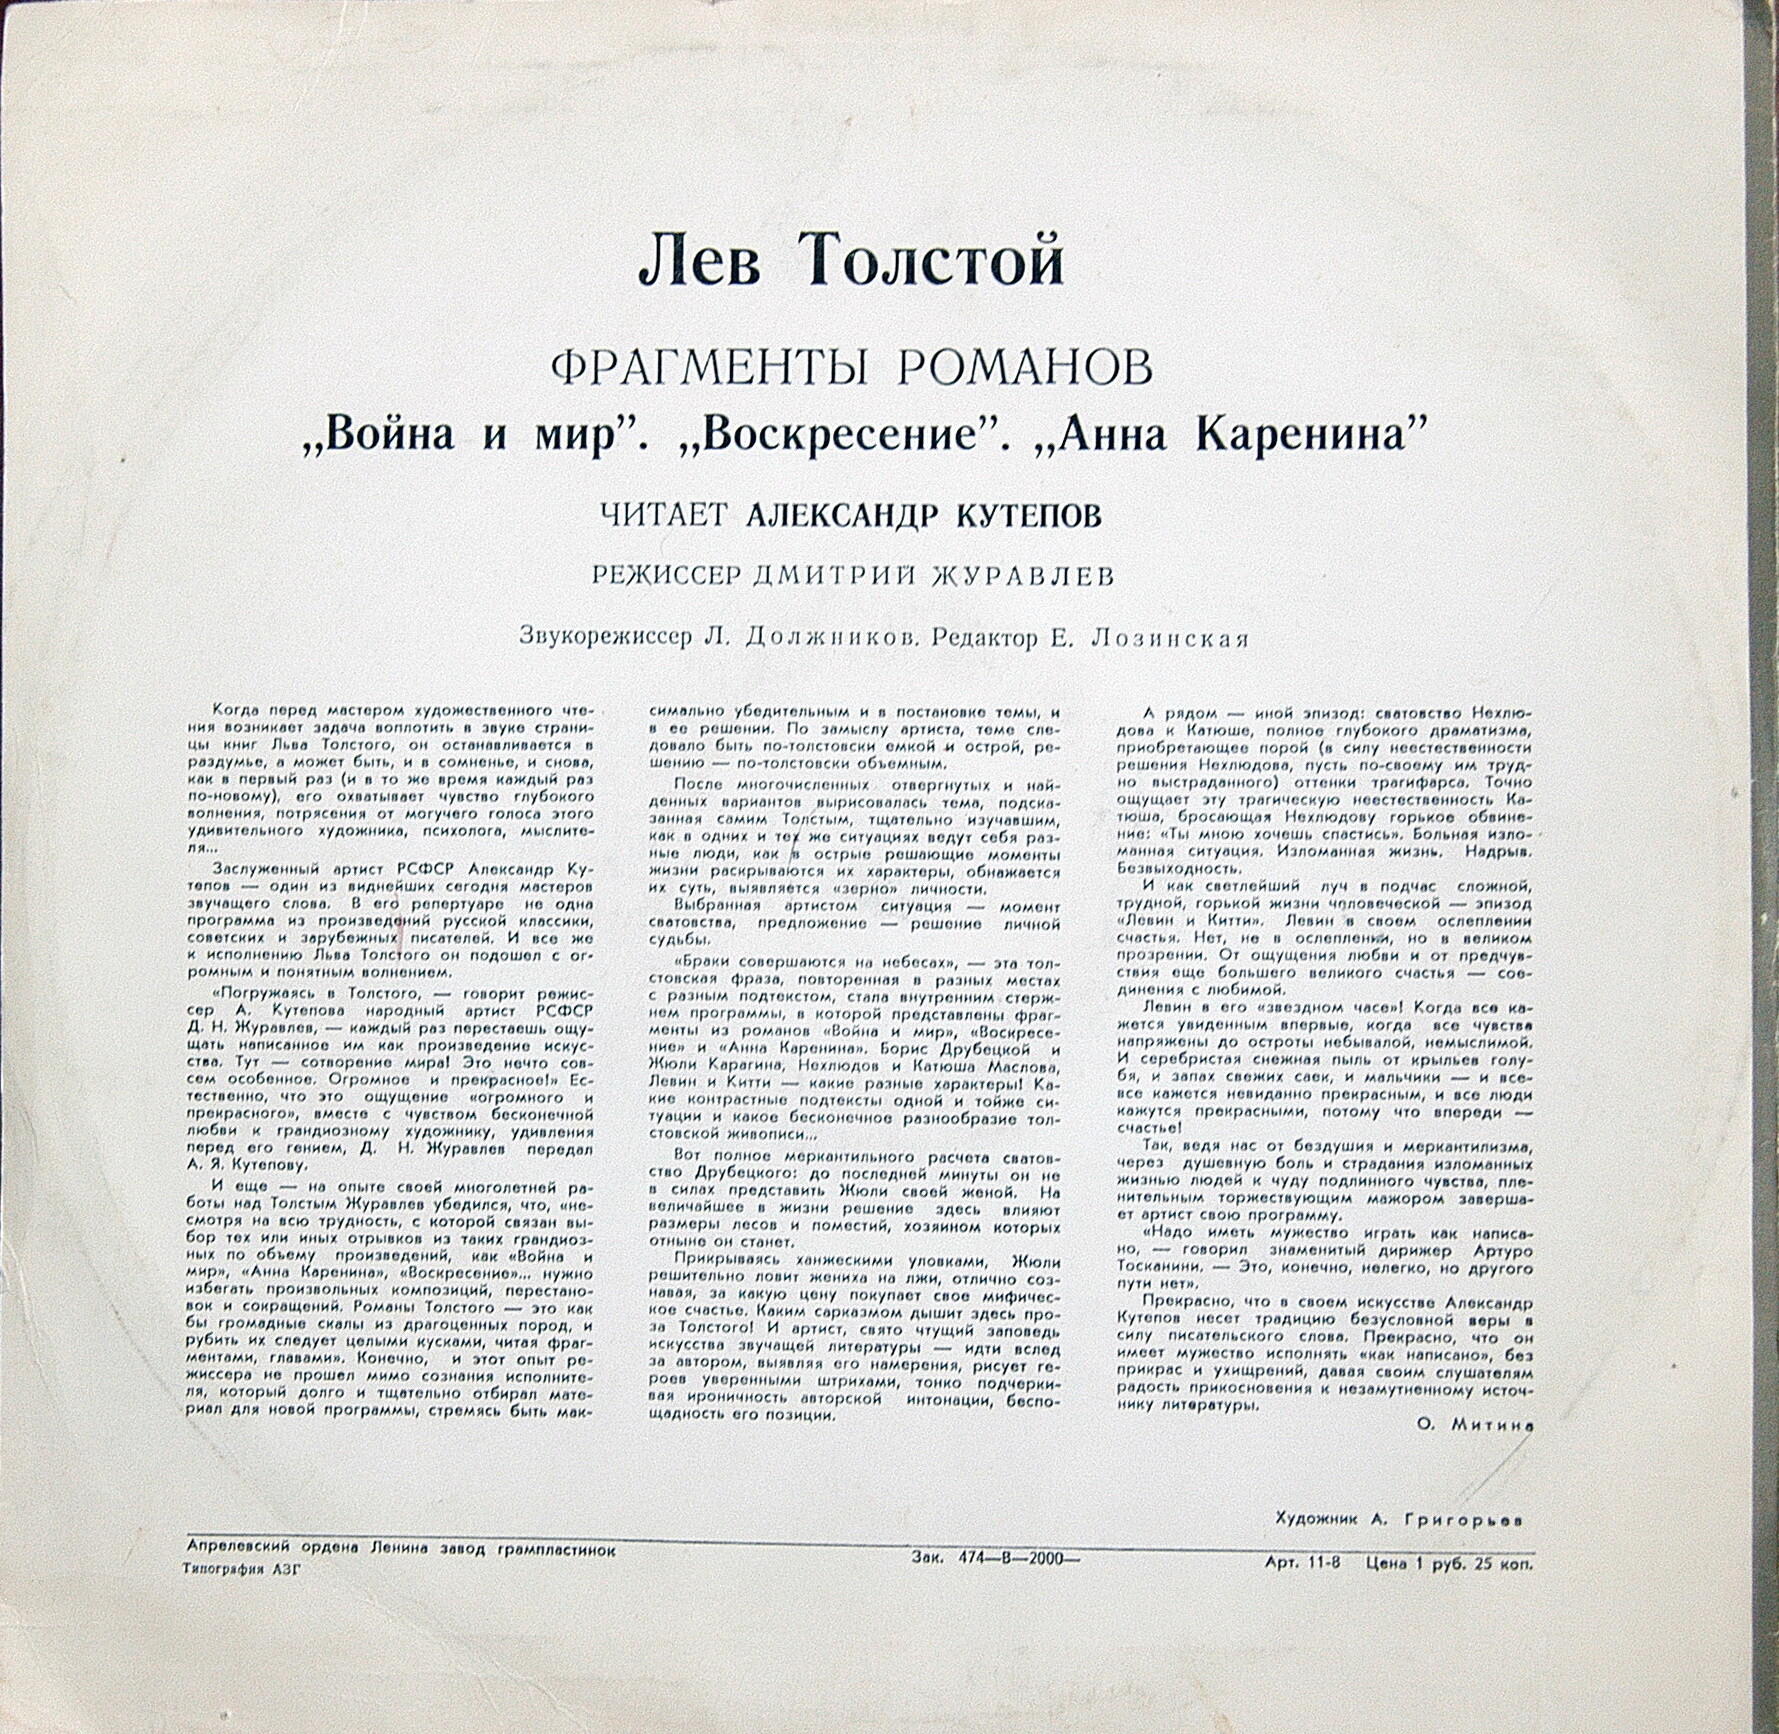 Лев Толстой
ФРАГМЕНТЫ РОМАНОВ
„Война и мир”. „Воскресение”. „Анна Каренина”
ЧИТАЕТ АЛЕКСАНДР КУТЕПОВ
РЕЖИССЕР ДМИТРИЙ ЖУРАВЛЕВ
Звукорежиссер Л. Должников. Редактор Е. Лозинская
Когда перед мастером художественного чте-
ния возникает задача воплотить в звуке страни-
цы книг Льва Толстого, он останавливается в
раздумье, а может быть, и в сомненье, и снова,
как в первый раз (и в то же время каждый раз
по-новому), его охватывает чувство глубокого
волнения, потрясения от могучего голоса этого
удивительного художника, психолога, мыслите-
ля...
Заслуженный артист РСФСР Александр Ку-
тепов — один из виднейших сегодня мастеров
звучащего слова. В его репертуаре не одна
программа из произведений русской классики,
советских и зарубежных писателей. И все же
к исполнению Льва Толстого он подошел с ог-
ромным и понятным волнением.
«Погружаясь в Толстого, — говорит режис-
сер А. Кутепова народный артист РСФСР
Д. Н. Журавлев, — каждый раз перестаешь ощу-
щать написанное им как произведение искус-
ства. Тут — сотворение мира! Это нечто сов-
сем особенное. Огромное и прекрасное!» Ес-
тественно, что это ощущение «огромного и
прекрасного», вместе с чувством бесконечной
любви к грандиозному художнику, удивления
перед его гением, Д. Н. Журавлев передал
А. Я. Кутепову.
И еще — на опыте своей многолетней ра-
боты над Толстым Журавлев убедился, что, «не-
смотря на всю трудность, с которой связан вы-
бор тех или иных отрывков из таких грандиоз-
ных по объему произведений, как «Война и
мир», «Анна Каренина», «Воскресение»... нужно
избегать произвольных композиций, перестано-
вок и сокращений. Романы Толстого — это как
бы громадные скалы из драгоценных пород, и
рубить их следует целыми кусками, читая фраг-
ментами, главами». Конечно, и этот опыт ре-
жиссера не прошел мимо сознания исполните-
ля, который долго и тщательно отбирал мате-
риал для новой программы, стремясь быть мак-
симально убедительным и в постановке темы, и
в ее решении. По замыслу артиста, теме сле-
довало быть по-толстовски емкой и острой, ре-
шению — по-толстовски объемным.
После многочисленных отвергнутых и най-
денных вариантов вырисовалась тема, подска-
занная самим Толстым, тщательно изучавшим,
как в одних и тех же ситуациях ведут себя раз-
ные люди, как в острые решающие моменты
жизни раскрываются их характеры, обнажается
их суть, выявляется «зерно» личности.
Выбранная артистом ситуация — момент
сватовства, предложение — решение личной
судьбы.
«Браки совершаются на небесах», — эта тол-
стовская фраза, повторенная в разных местах
с разным подтекстом, стала внутренним стерж-
нем программы, в которой представлены фраг-
менты из романов «Война и мир», «Воскресе-
ние» и «Анна Каренина». Борис Друбецкой и
Жюли Карагина, Нехлюдов и Катюша Маслова,
Левин и Китти — какие разные характеры! Ка-
кие контрастные подтексты одной и тойже си-
туации и какое бесконечное разнообразие тол-
стовской живописи...
Вот полное меркантильного расчета сватов-
ство Друбецкого: до последней минуты он не
в силах представить Жюли своей женой. На
величайшее в жизни решение здесь влияют
размеры лесов и поместий, хозяином которых
отныне он станет.
Прикрываясь ханжескими уловками, Жюли
решительно ловит жениха на лжи, отлично соз-
навая, за какую цену покупает свое мифичес-
кое счастье. Каким сарказмом дышит здесь про-
за Толстого! И артист, свято чтущий заповедь
искусства звучащей литературы — идти вслед
за автором, выявляя его намерения, рисует ге-
роев уверенными штрихами, тонко подчерки-
вая ироничность авторской интонации, беспо-
щадность его позиции.
А рядом — иной эпизод: сватовство Нехлю-
дова к Катюше, полное глубокого драматизма,
приобретающее порой (в силу неестественности
решения Нехлюдова, пусть по-своему им труд-
но выстраданного) оттенки трагифарса. Точно
ощущает эту трагическую неестественность Ка-
тюша, бросающая Нехлюдову горькое обвине-
ние: «Ты мною хочешь спастись». Больная изло-
манная ситуация. Изломанная жизнь. Надрыв.
Безвыходность.
И как светлейший луч в подчас сложной,
трудной, горькой жизни человеческой — эпизод
«Левин и Китти». Левин в своем ослеплении
счастья. Нет, не в ослеплении, но в великом
прозрении. От ощущения любви и от предчув-
ствия еще большего великого счастья — сое-
динения с любимой.
Левин в его «звездном часе»! Когда все ка-
жется увиденным впервые, когда все чувства
напряжены до остроты небывалой, немыслимой.
И серебристая снежная пыль от крыльев голу-
бя, и запах свежих саек, и мальчики — и все-
все кажется невиданно прекрасным, и все люди
кажутся прекрасными, потому что впереди —
счастье!
Так, ведя нас от бездушия и меркантилизма,
через душевную боль и страдания изломанных
жизнью людей к чуду подлинного чувства, пле-
нительным торжествующим мажором заверша-
ет артист свою программу.
«Надо иметь мужество играть как написа-
но, — говорил знаменитый дирижер Артуро
Тосканини. — Это, конечно, нелегко, но другого
пути нет».
Прекрасно, что в своем искусстве Александр
Кутепов несет традицию безусловной веры в
силу писательского слова. Прекрасно, что он
имеет мужество исполнять «как написано», без
прикрас и ухищрений, давая своим слушателям
радость прикосновения к незамутненному источ-
нику литературы.
О. Митина
Художник А. Григорьев
Апрелевский ордена Ленина завод грампластинок
Типография АЗГ
Зак. 474—В—2000—
Арт. 11-8 Цена 1 руб. 25 коп.